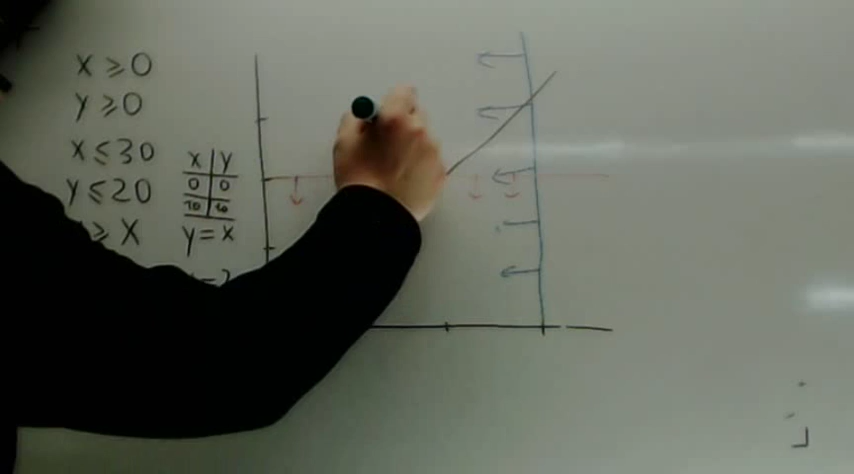 x ≥ 0
y ≥ 0
x ≤ 30
y ≤ 20
≥ x
x y
0 0
10 10
y = x